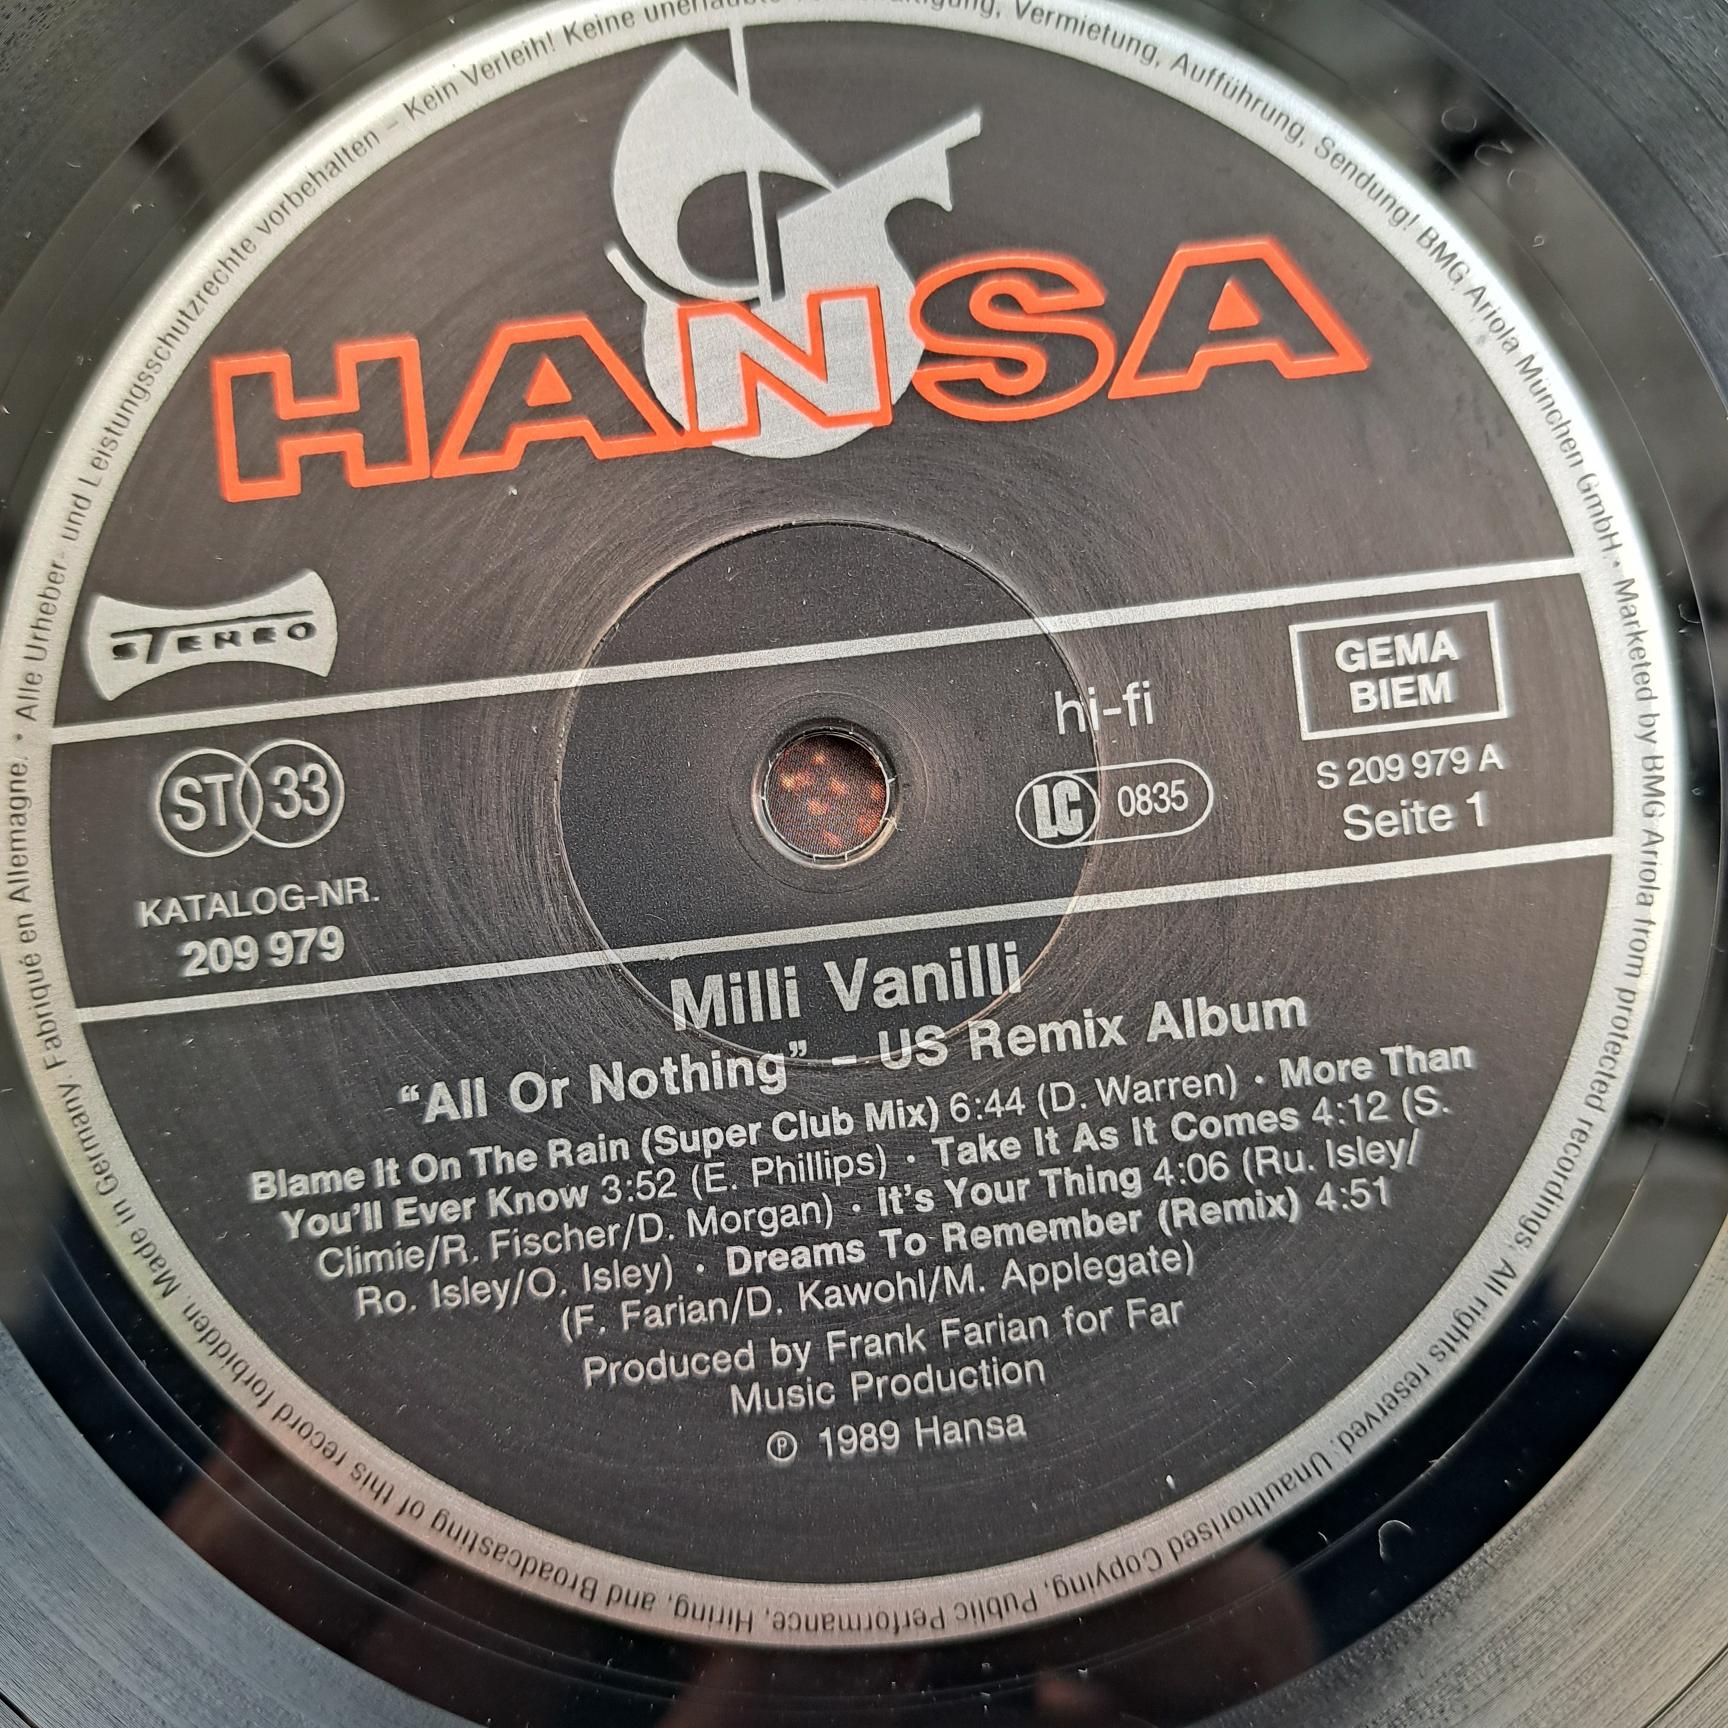 HANSA
STEREO
ST 33
KATALOG-NR.
209 979
hi-fi
LC 0835
GEMA
BIEM
S 209 979 A
Seite 1
Milli Vanilli
“All Or Nothing” – US Remix Album
Blame It On The Rain (Super Club Mix) 6:44 (D. Warren) · More Than
You’ll Ever Know 3:52 (E. Phillips) · Take It As It Comes 4:12 (S.
Climie/R. Fischer/D. Morgan) · It’s Your Thing 4:06 (Ru. Isley/
Ro. Isley/O. Isley) · Dreams To Remember (Remix) 4:51
(F. Farian/D. Kawohl/M. Applegate)
Produced by Frank Farian for Far
Music Production
℗ 1989 Hansa
Alle Urheber- und Leistungsschutzrechte vorbehalten – Kein Verleih! Keine unerlaubte Vermietung, Aufführung, Sendung! BMG Ariola München GmbH. • Marketed by BMG Ariola from protected recordings. All rights reserved. Unauthorised Copying, Public Performance, Hiring, and Broadcasting of this record forbidden. Made in Germany. Fabriqué en Allemagne. •